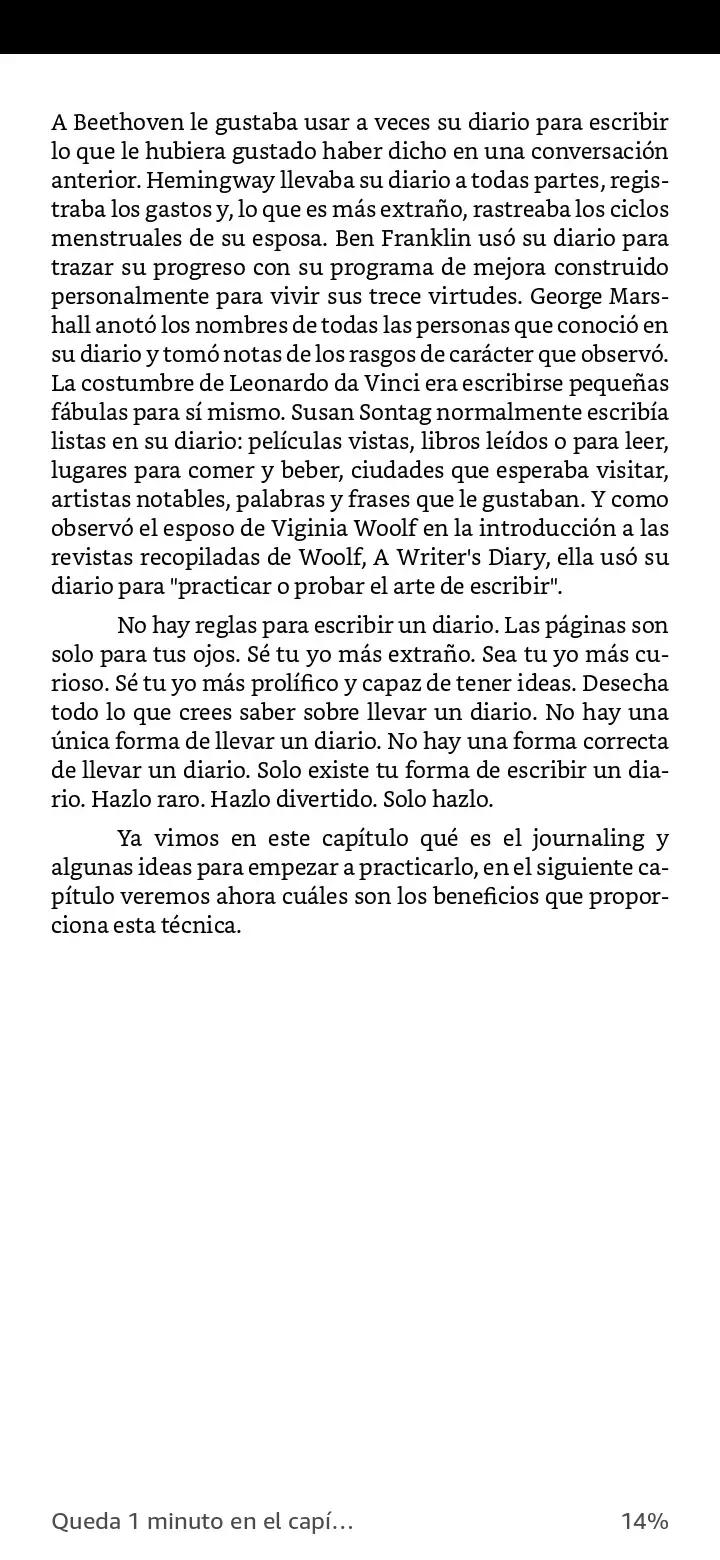 A Beethoven le gustaba usar a veces su diario para escribir
lo que le hubiera gustado haber dicho en una conversación
anterior. Hemingway llevaba su diario a todas partes, regis-
traba los gastos y, lo que es más extraño, rastreaba los ciclos
menstruales de su esposa. Ben Franklin usó su diario para
trazar su progreso con su programa de mejora construido
personalmente para vivir sus trece virtudes. George Mars-
hall anotó los nombres de todas las personas que conoció en
su diario y tomó notas de los rasgos de carácter que observó.
La costumbre de Leonardo da Vinci era escribirse pequeñas
fábulas para sí mismo. Susan Sontag normalmente escribía
listas en su diario: películas vistas, libros leídos o para leer,
lugares para comer y beber, ciudades que esperaba visitar,
artistas notables, palabras y frases que le gustaban. Y como
observó el esposo de Viginia Woolf en la introducción a las
revistas recopiladas de Woolf, A Writer's Diary, ella usó su
diario para "practicar o probar el arte de escribir".
No hay reglas para escribir un diario. Las páginas son
solo para tus ojos. Sé tu yo más extraño. Sea tu yo más cu-
rioso. Sé tu yo más prolífico y capaz de tener ideas. Desecha
todo lo que crees saber sobre llevar un diario. No hay una
única forma de llevar un diario. No hay una forma correcta
de llevar un diario. Solo existe tu forma de escribir un dia-
rio. Hazlo raro. Hazlo divertido. Solo hazlo.
Ya vimos en este capítulo qué es el journaling y
algunas ideas para empezar a practicarlo, en el siguiente ca-
pítulo veremos ahora cuáles son los beneficios que propor-
ciona esta técnica.
Queda 1 minuto en el capí… 14%